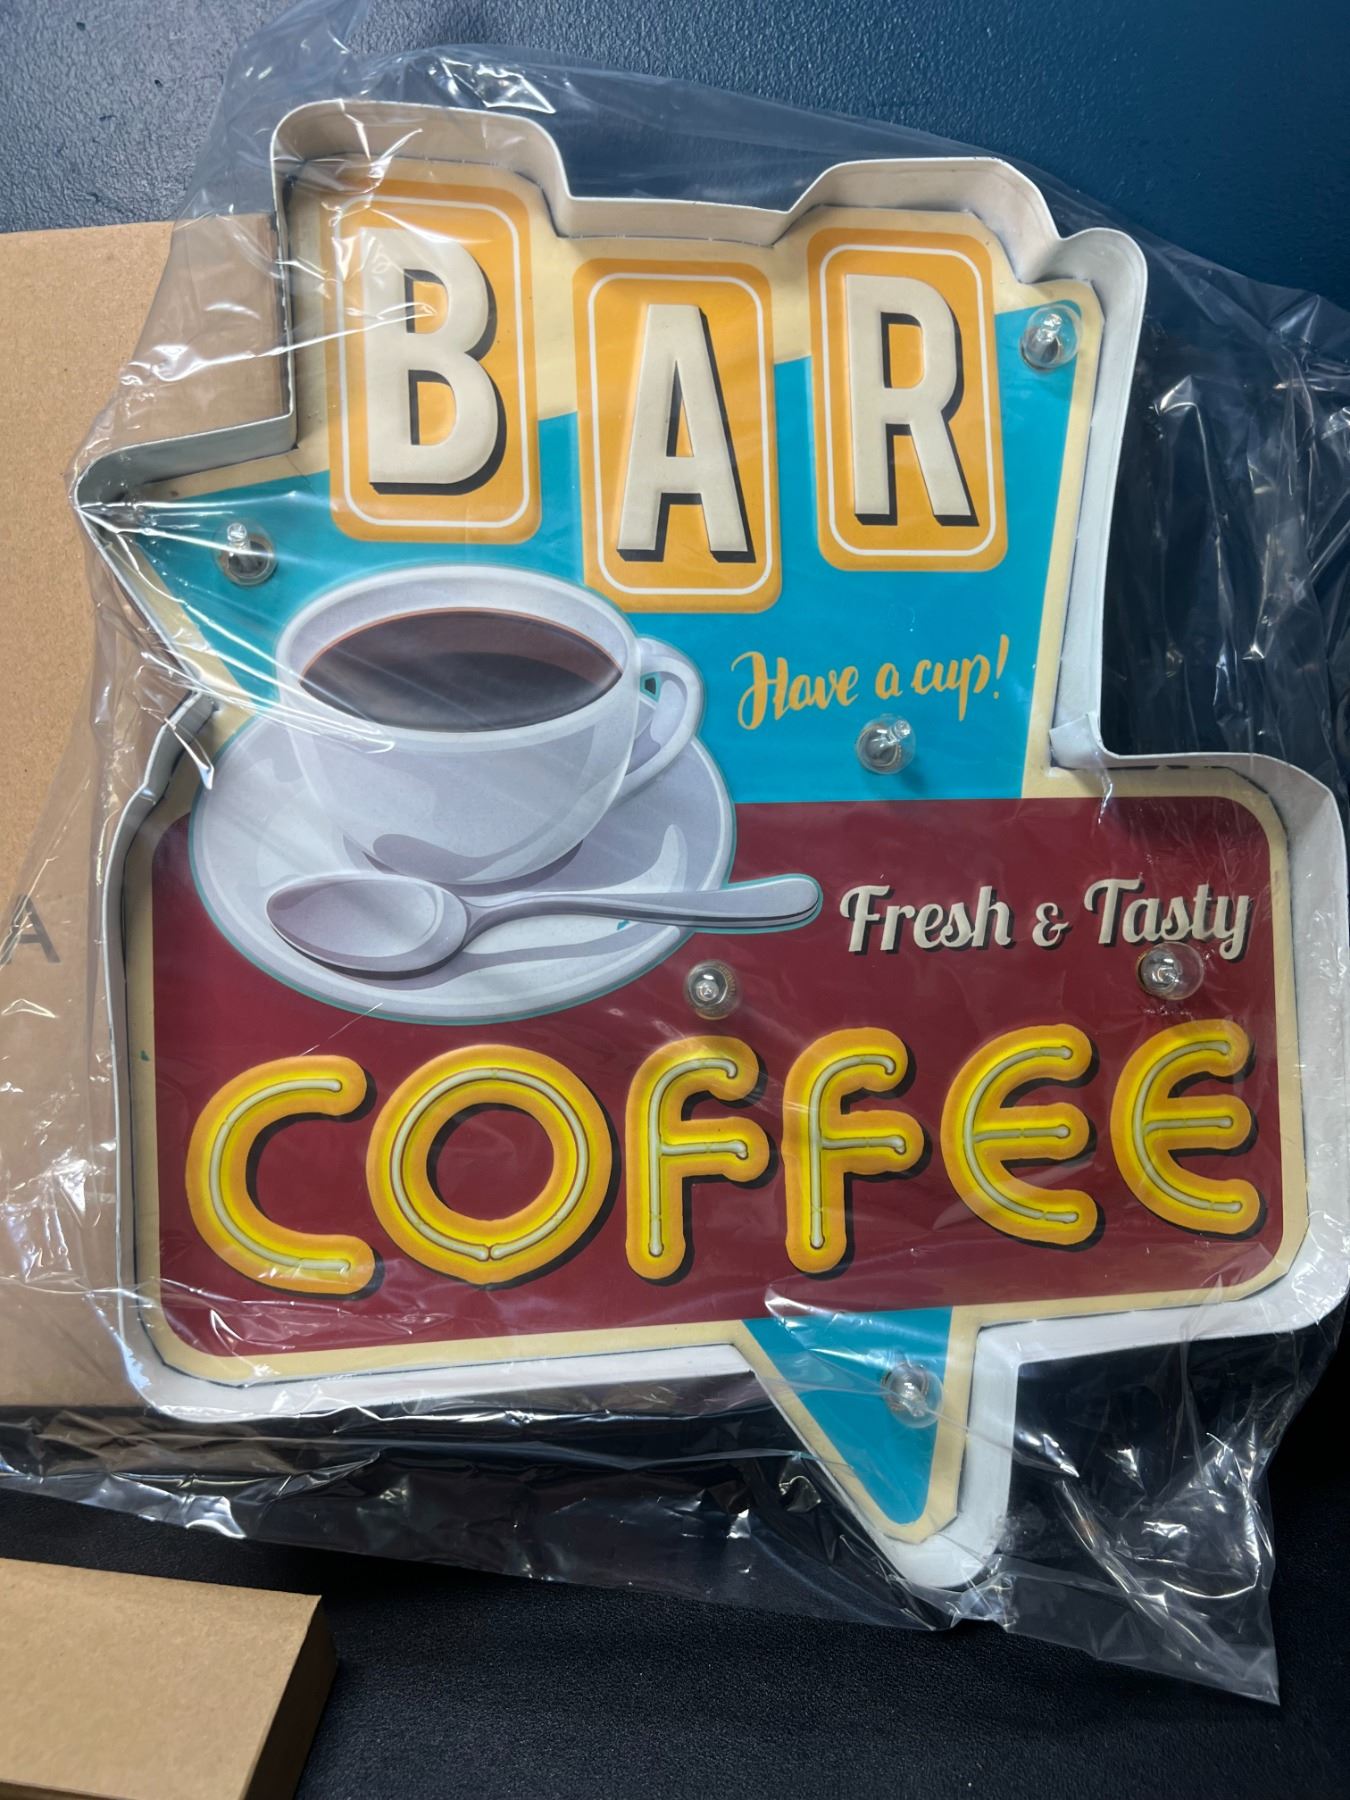 BAR
Have a cup!
Fresh & Tasty
COFFEE
A